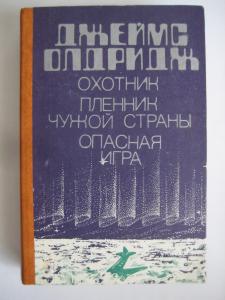 ДЖЕЙМС
ОЛДРИДЖ
ОХОТНИК
ПЛЕННИК
ЧУЖОЙ СТРАНЫ
ОПАСНАЯ
ИГРА